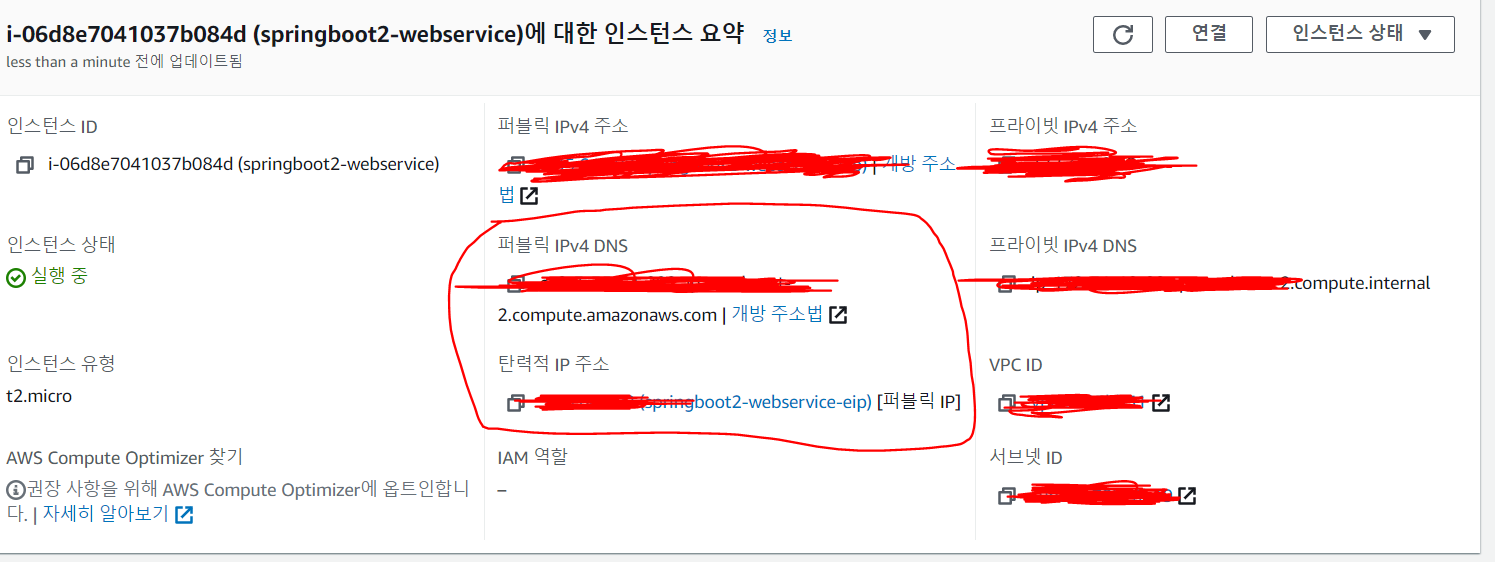 i-06d8e7041037b084d (springboot2-webservice)에 대한 인스턴스 요약 정보
less than a minute 전에 업데이트됨
연결
인스턴스 상태
인스턴스 ID
i-06d8e7041037b084d (springboot2-webservice)
퍼블릭 IPv4 주소
) | 개방 주소
법
프라이빗 IPv4 주소
인스턴스 상태
실행 중
퍼블릭 IPv4 DNS
2.compute.amazonaws.com | 개방 주소법
프라이빗 IPv4 DNS
2.compute.internal
인스턴스 유형
t2.micro
탄력적 IP 주소
(springboot2-webservice-eip) [퍼블릭 IP]
VPC ID
AWS Compute Optimizer 찾기
권장 사항을 위해 AWS Compute Optimizer에 옵트인합니
다. | 자세히 알아보기
IAM 역할
–
서브넷 ID